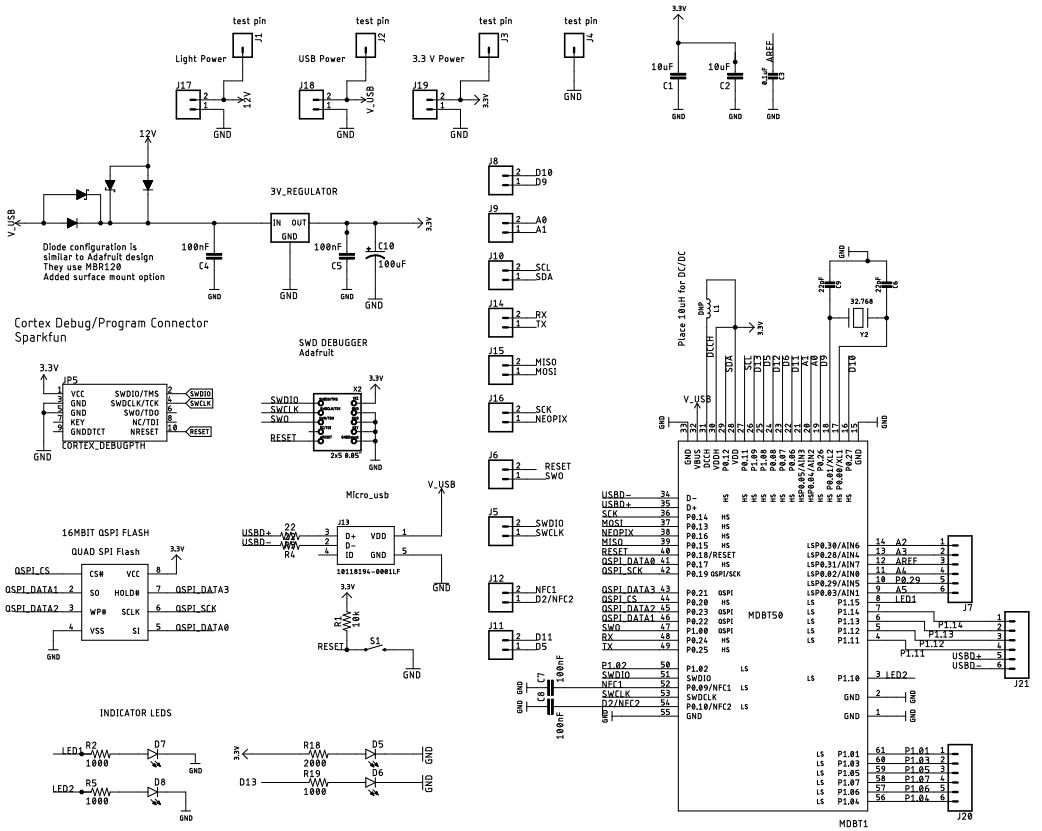 test pin
J1
test pin
J2
test pin
J3
test pin
J4
3.3V
Light Power
USB Power
3.3 V Power
10uF
C1
10uF
C2
AREF
0.1uF
C3
J17
2
1
12V
GND
J18
2
1
V_USB
GND
J19
2
1
3.3V
GND
GND
GND
GND
GND
12V
V_USB
3V_REGULATOR
IN OUT
GND
3.3V
100nF
C4
100nF
C5
C10
100uF
GND
GND
GND
GND
Diode configuration is
similar to Adafruit design
They use MBR120
Added surface mount option
J8
2 D10
1 D9
J9
2 A0
1 A1
J10
2 SCL
1 SDA
J14
2 RX
1 TX
J15
2 MISO
1 MOSI
J16
2 SCK
1 NEOPIX
J6
2 RESET
1 SWO
J5
2 SWDIO
1 SWCLK
J12
2 NFC1
1 D2/NFC2
J11
2 D11
1 D5
Cortex Debug/Program Connector
Sparkfun
3.3V
JP5
1 VCC SWDIO/TMS 2 SWDIO
3 GND SWDCLK/TCK 4 SWCLK
5 GND SWO/TDO 6
7 KEY NC/TDI 8
9 GNDDTCT NRESET 10 RESET
CORTEX_DEBUGPTH
GND
SWD DEBUGGER
Adafruit
X2
3.3V
SWDIO
SWCLK
SWO
RESET
2x5 0.05"
GND
Micro_usb
V_USB
J13
USBD+ 22 3 D+ VDD 1
USBD- 2 D-
R4 4 ID GND 5
10118194-0001LF
GND
3.3V
R1
10k
RESET
S1
GND
16MBIT QSPI FLASH
QUAD SPI Flash
3.3V
QSPI_CS 1 CS# VCC 8
QSPI_DATA1 2 SO HOLD# 7 QSPI_DATA3
QSPI_DATA2 3 WP# SCLK 6 QSPI_SCK
4 VSS SI 5 QSPI_DATA0
GND
INDICATOR LEDS
LED1 R2 1000 D7 GND
LED2 R5 1000 D8 GND
3.3V R18 2000 D5 GND
D13 R19 1000 D6 GND
Place 10uH for DC/DC
DNP
L1
3.3V
GND
22pF
C9
22pF
C6
32.768
Y2
V_USB
DCCH
SDA
SCL
D13
D5
D12
D6
D11
A1
A0
D9
D10
GND
GND
33 GND
32 VBUS
31 DCCH
30 VDDH
29 P0.12
28 VDD
27 P0.11
26 P1.09
25 P1.08
24 P0.08
23 P0.07
22 P0.06
21 P0.05/AIN3
20 P0.04/AIN2
19 P0.26
18 P0.01/XL2
17 P0.00/XL1
16 P0.27
15 GND
USBD- 34 D-
USBD+ 35 D+
SCK 36 P0.14 HS
MOSI 37 P0.13 HS
NEOPIX 38 P0.16 HS
MISO 39 P0.15 HS
RESET 40 P0.18/RESET
QSPI_DATA0 41 P0.17 HS
QSPI_SCK 42 P0.19 QSPI/SCK
QSPI_DATA3 43 P0.21 QSPI
QSPI_CS 44 P0.20 HS
QSPI_DATA2 45 P0.23 QSPI
QSPI_DATA1 46 P0.22 QSPI
SWO 47 P1.00 QSPI
RX 48 P0.24 HS
TX 49 P0.25 HS
P1.02 50 P1.02 LS
SWDIO 51 SWDIO
NFC1 52 P0.09/NFC1 LS
SWCLK 53 SWDCLK
D2/NFC2 54 P0.10/NFC2 LS
GND 55 GND
GND C7 100nF
GND C8 100nF
MDBT50
LS P0.30/AIN6 14 A2 1
LS P0.28/AIN4 13 A3 2
LS P0.31/AIN7 12 AREF 3
LS P0.02/AIN0 11 A4 4
LS P0.29/AIN5 10 P0.29 5
LS P0.03/AIN1 9 A5 6
J7
LS P1.15 8 LED1
LS P1.14 7 P1.14 1
LS P1.13 6 P1.13 2
LS P1.12 5 P1.12 3
LS P1.11 4 P1.11 4
USBD+ 5
USBD- 6
J21
LS P1.10 3 LED2
GND 2 GND
GND 1 GND
LS P1.01 61 P1.01 1
LS P1.03 60 P1.03 2
LS P1.05 59 P1.05 3
LS P1.07 58 P1.07 4
LS P1.06 57 P1.06 5
LS P1.04 56 P1.04 6
J20
MDBT1